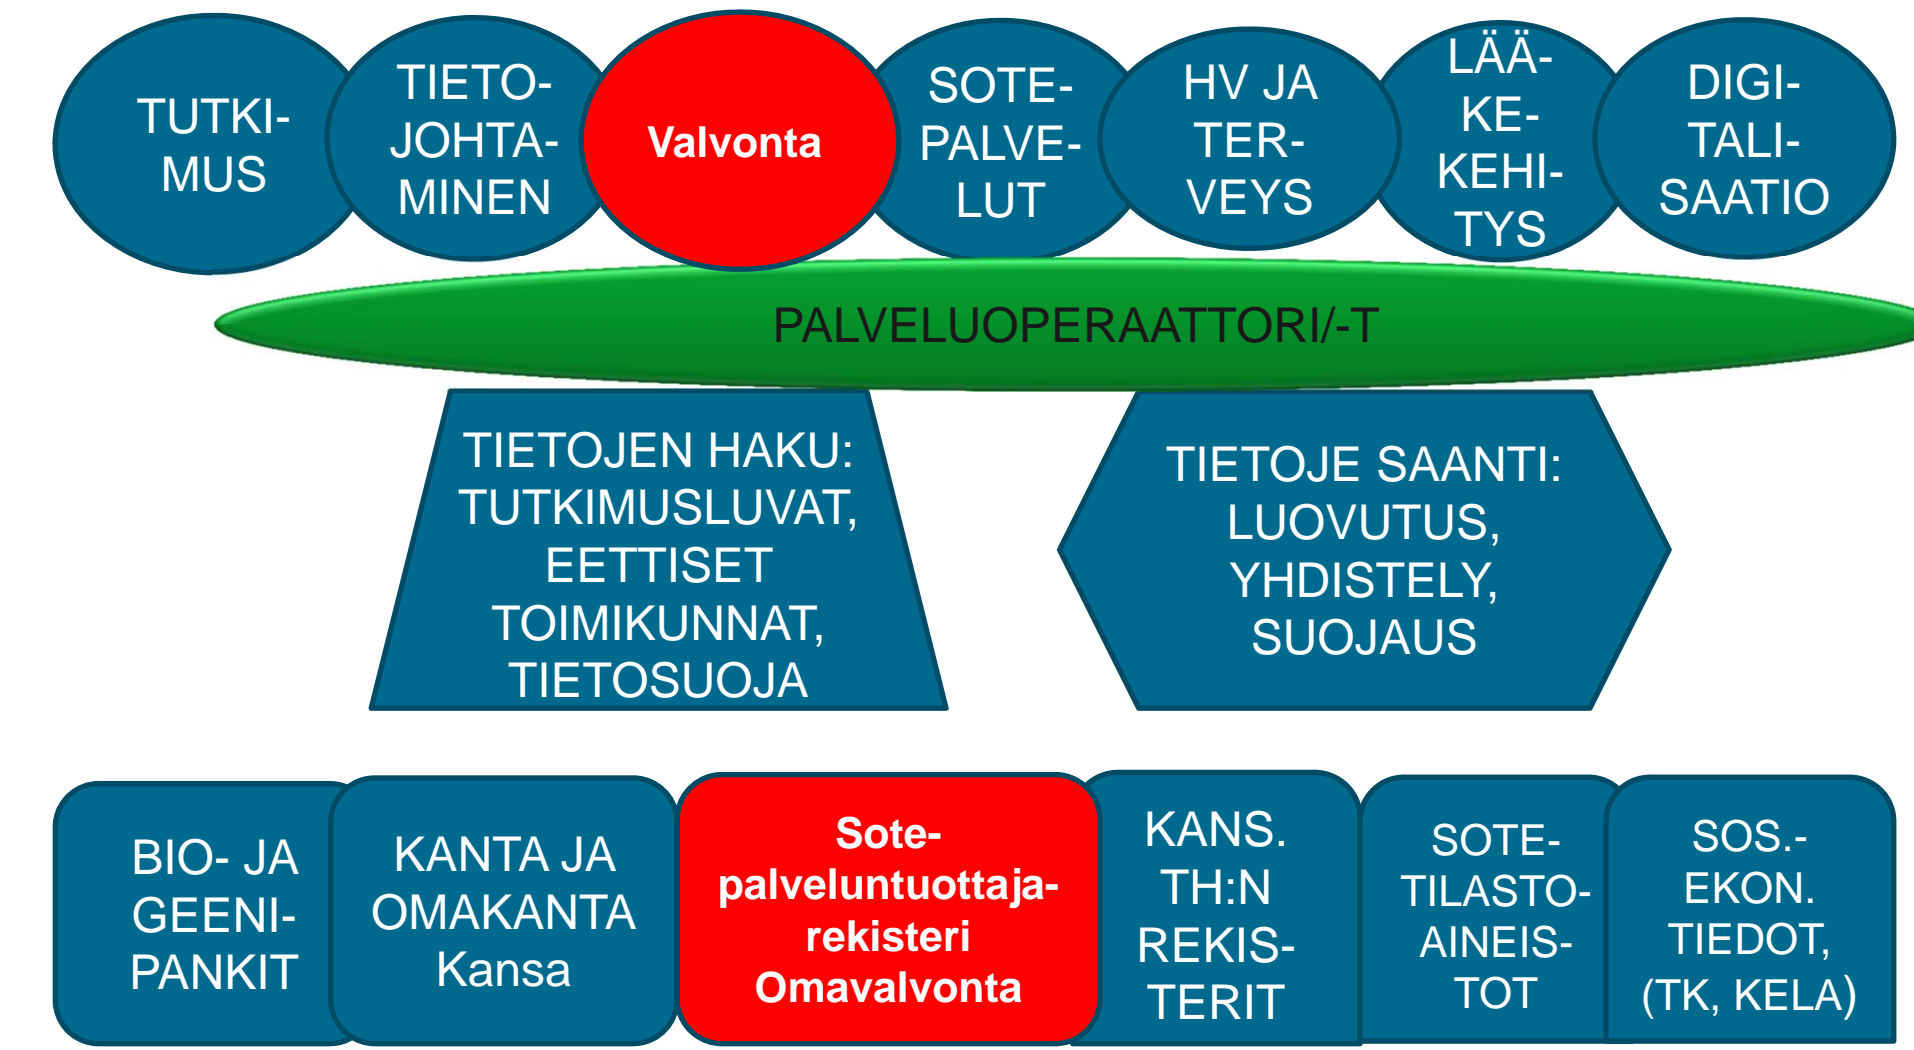 TUTKI-
MUS
TIETO-
JOHTA-
MINEN
Valvonta
SOTE-
PALVE-
LUT
HV JA
TER-
VEYS
LÄÄ-
KE-
KEHI-
TYS
DIGI-
TALI-
SAATIO
PALVELUOPERAATTORI/-T
TIETOJEN HAKU:
TUTKIMUSLUVAT,
EETTISET
TOIMIKUNNAT,
TIETOSUOJA
TIETOJE SAANTI:
LUOVUTUS,
YHDISTELY,
SUOJAUS
BIO- JA
GEENI-
PANKIT
KANTA JA
OMAKANTA
Kansa
Sote-
palveluntuottaja-
rekisteri
Omavalvonta
KANS.
TH:N
REKIS-
TERIT
SOTE-
TILASTO-
AINEIS-
TOT
SOS.-
EKON.
TIEDOT,
(TK, KELA)